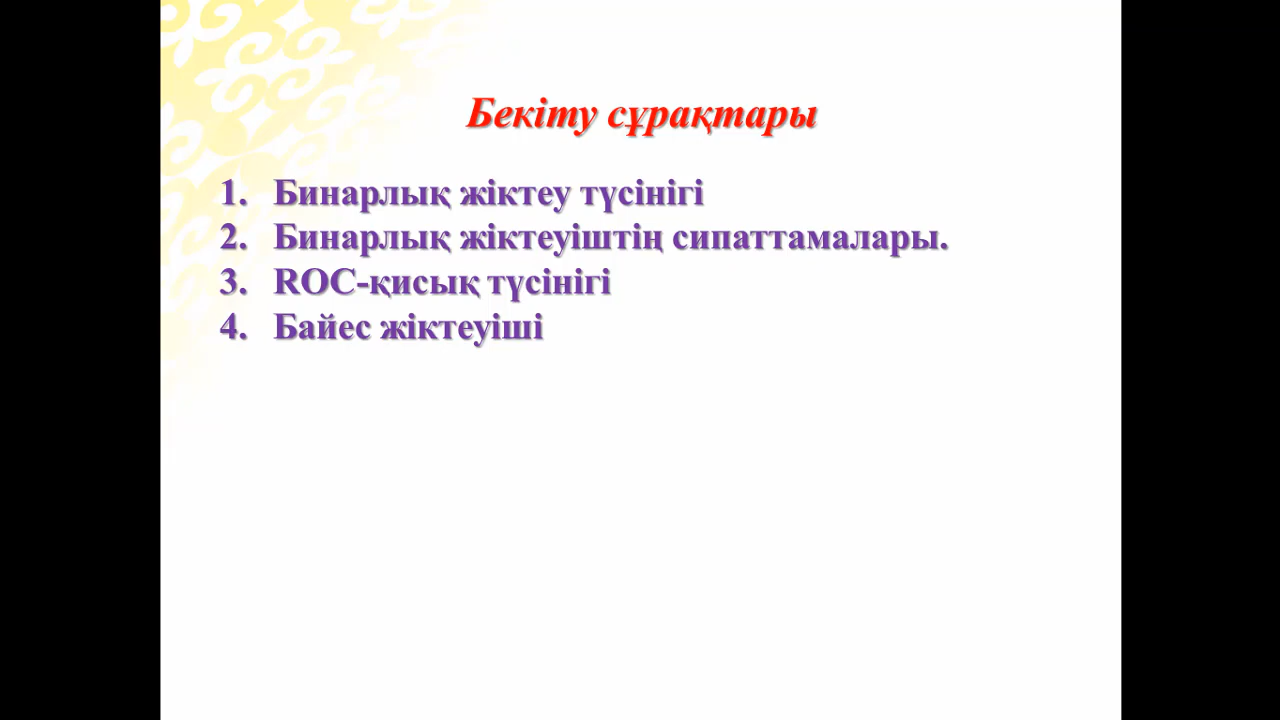 Бекіту сұрақтары
1. Бинарлық жіктеу түсінігі
2. Бинарлық жіктеуіштің сипаттамалары.
3. ROC-қисық түсінігі
4. Байес жіктеуіші